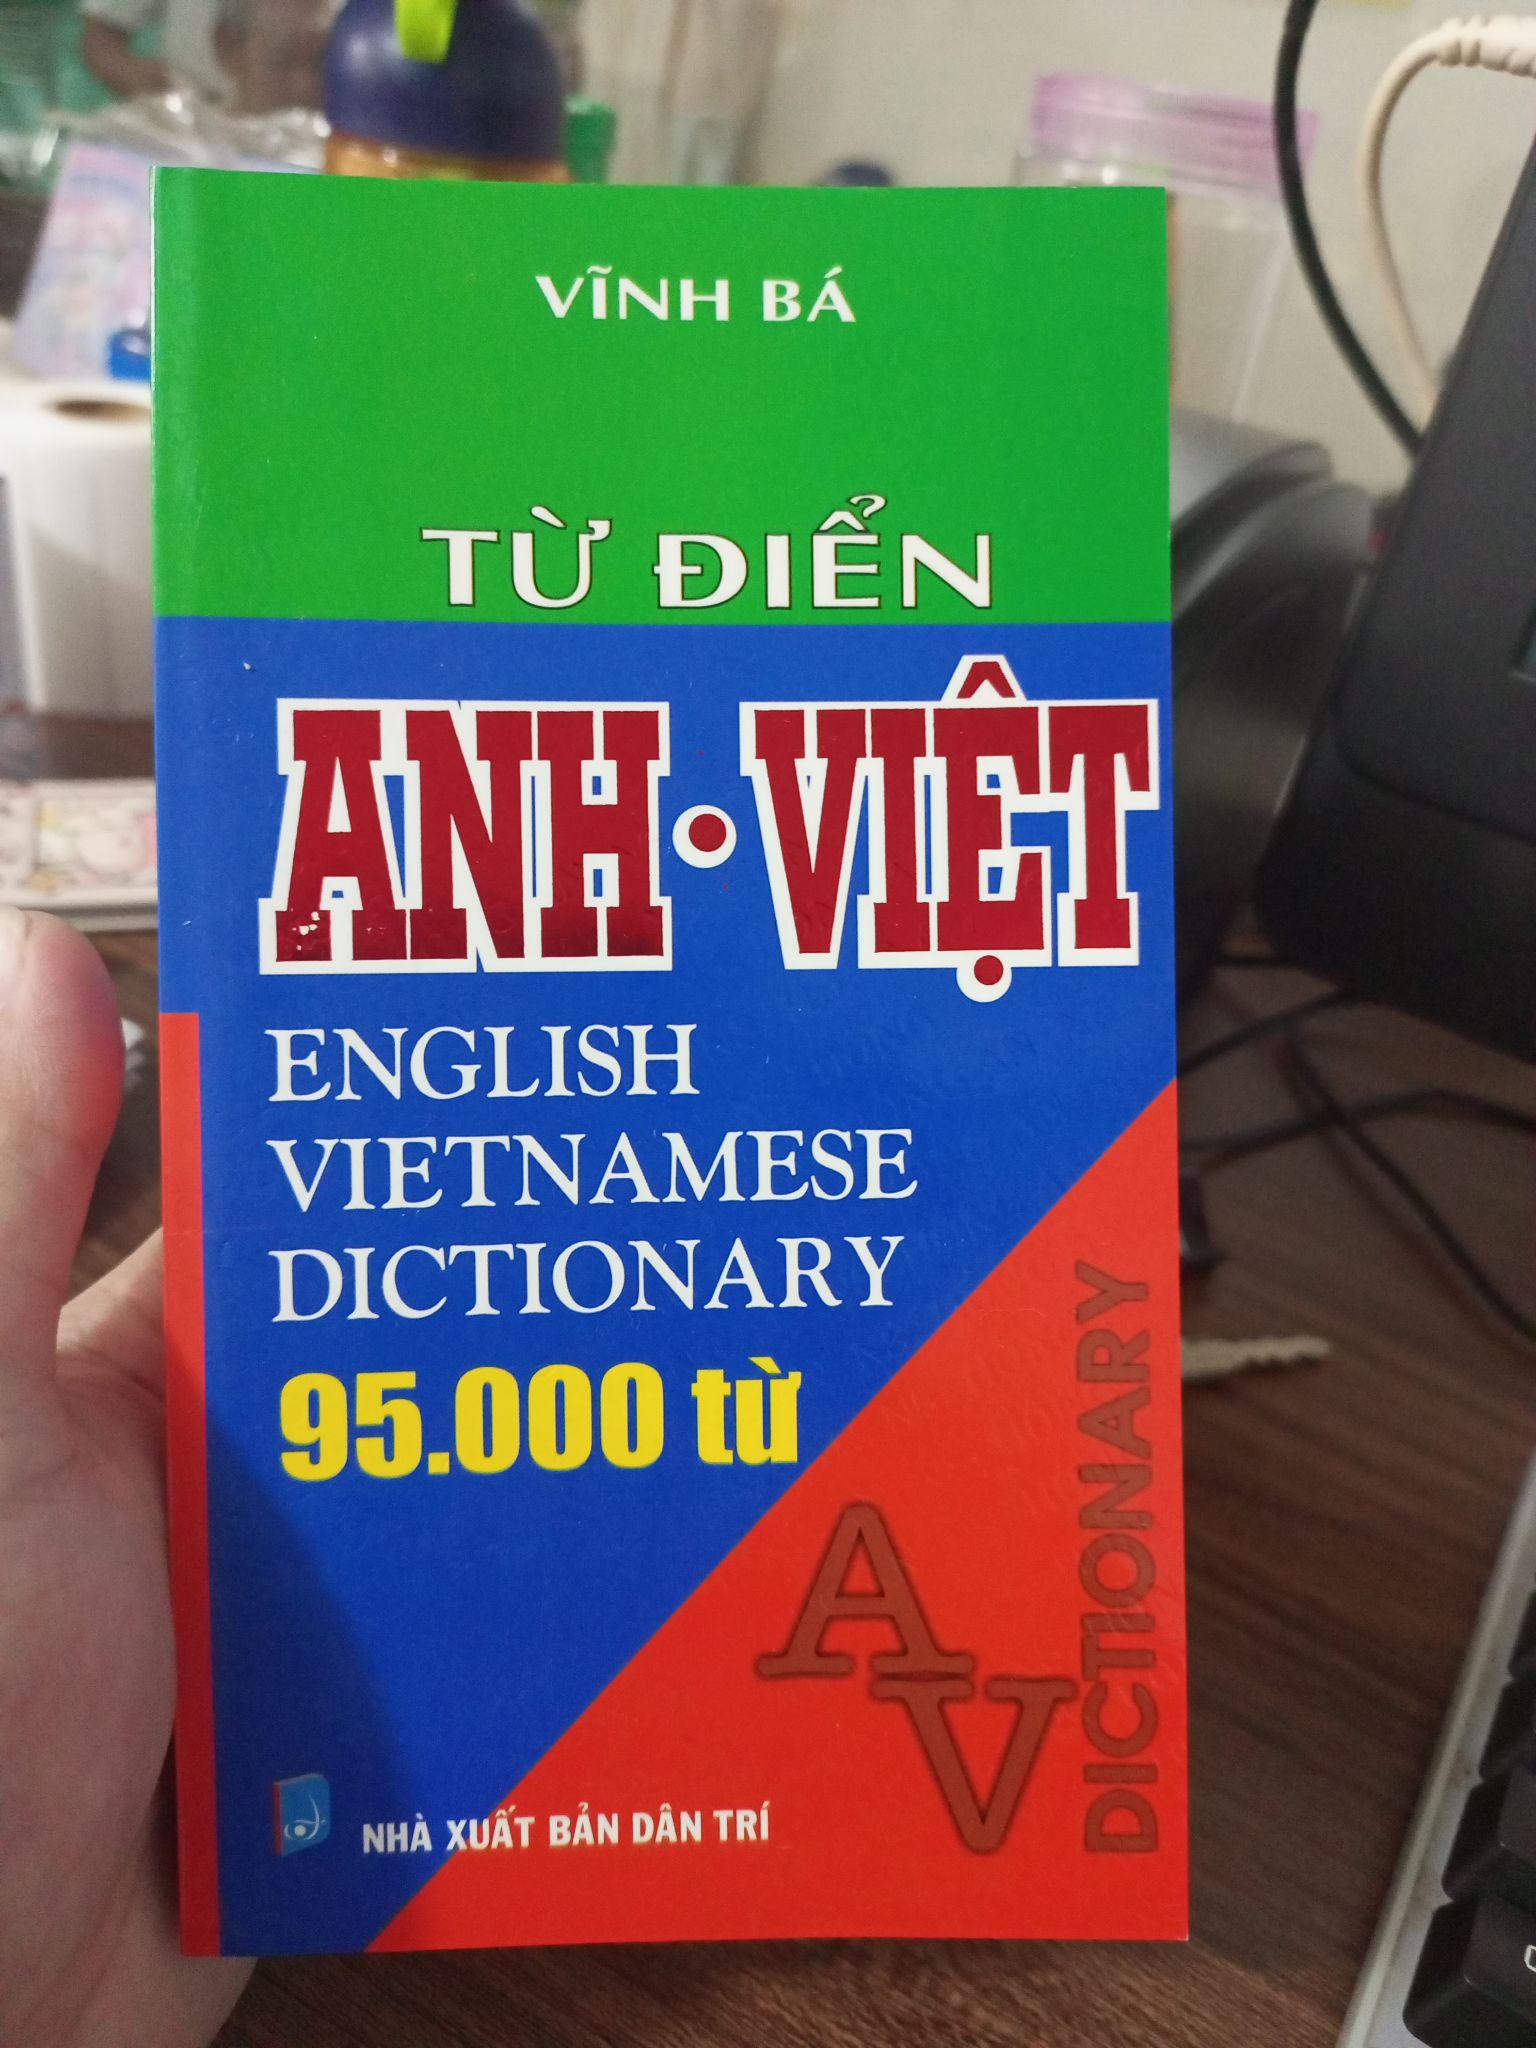 VĨNH BÁ
TỪ ĐIỂN
ANH·VIỆT
ENGLISH
VIETNAMESE
DICTIONARY
95.000 từ
A
V
DICTIONARY
NHÀ XUẤT BẢN DÂN TRÍ